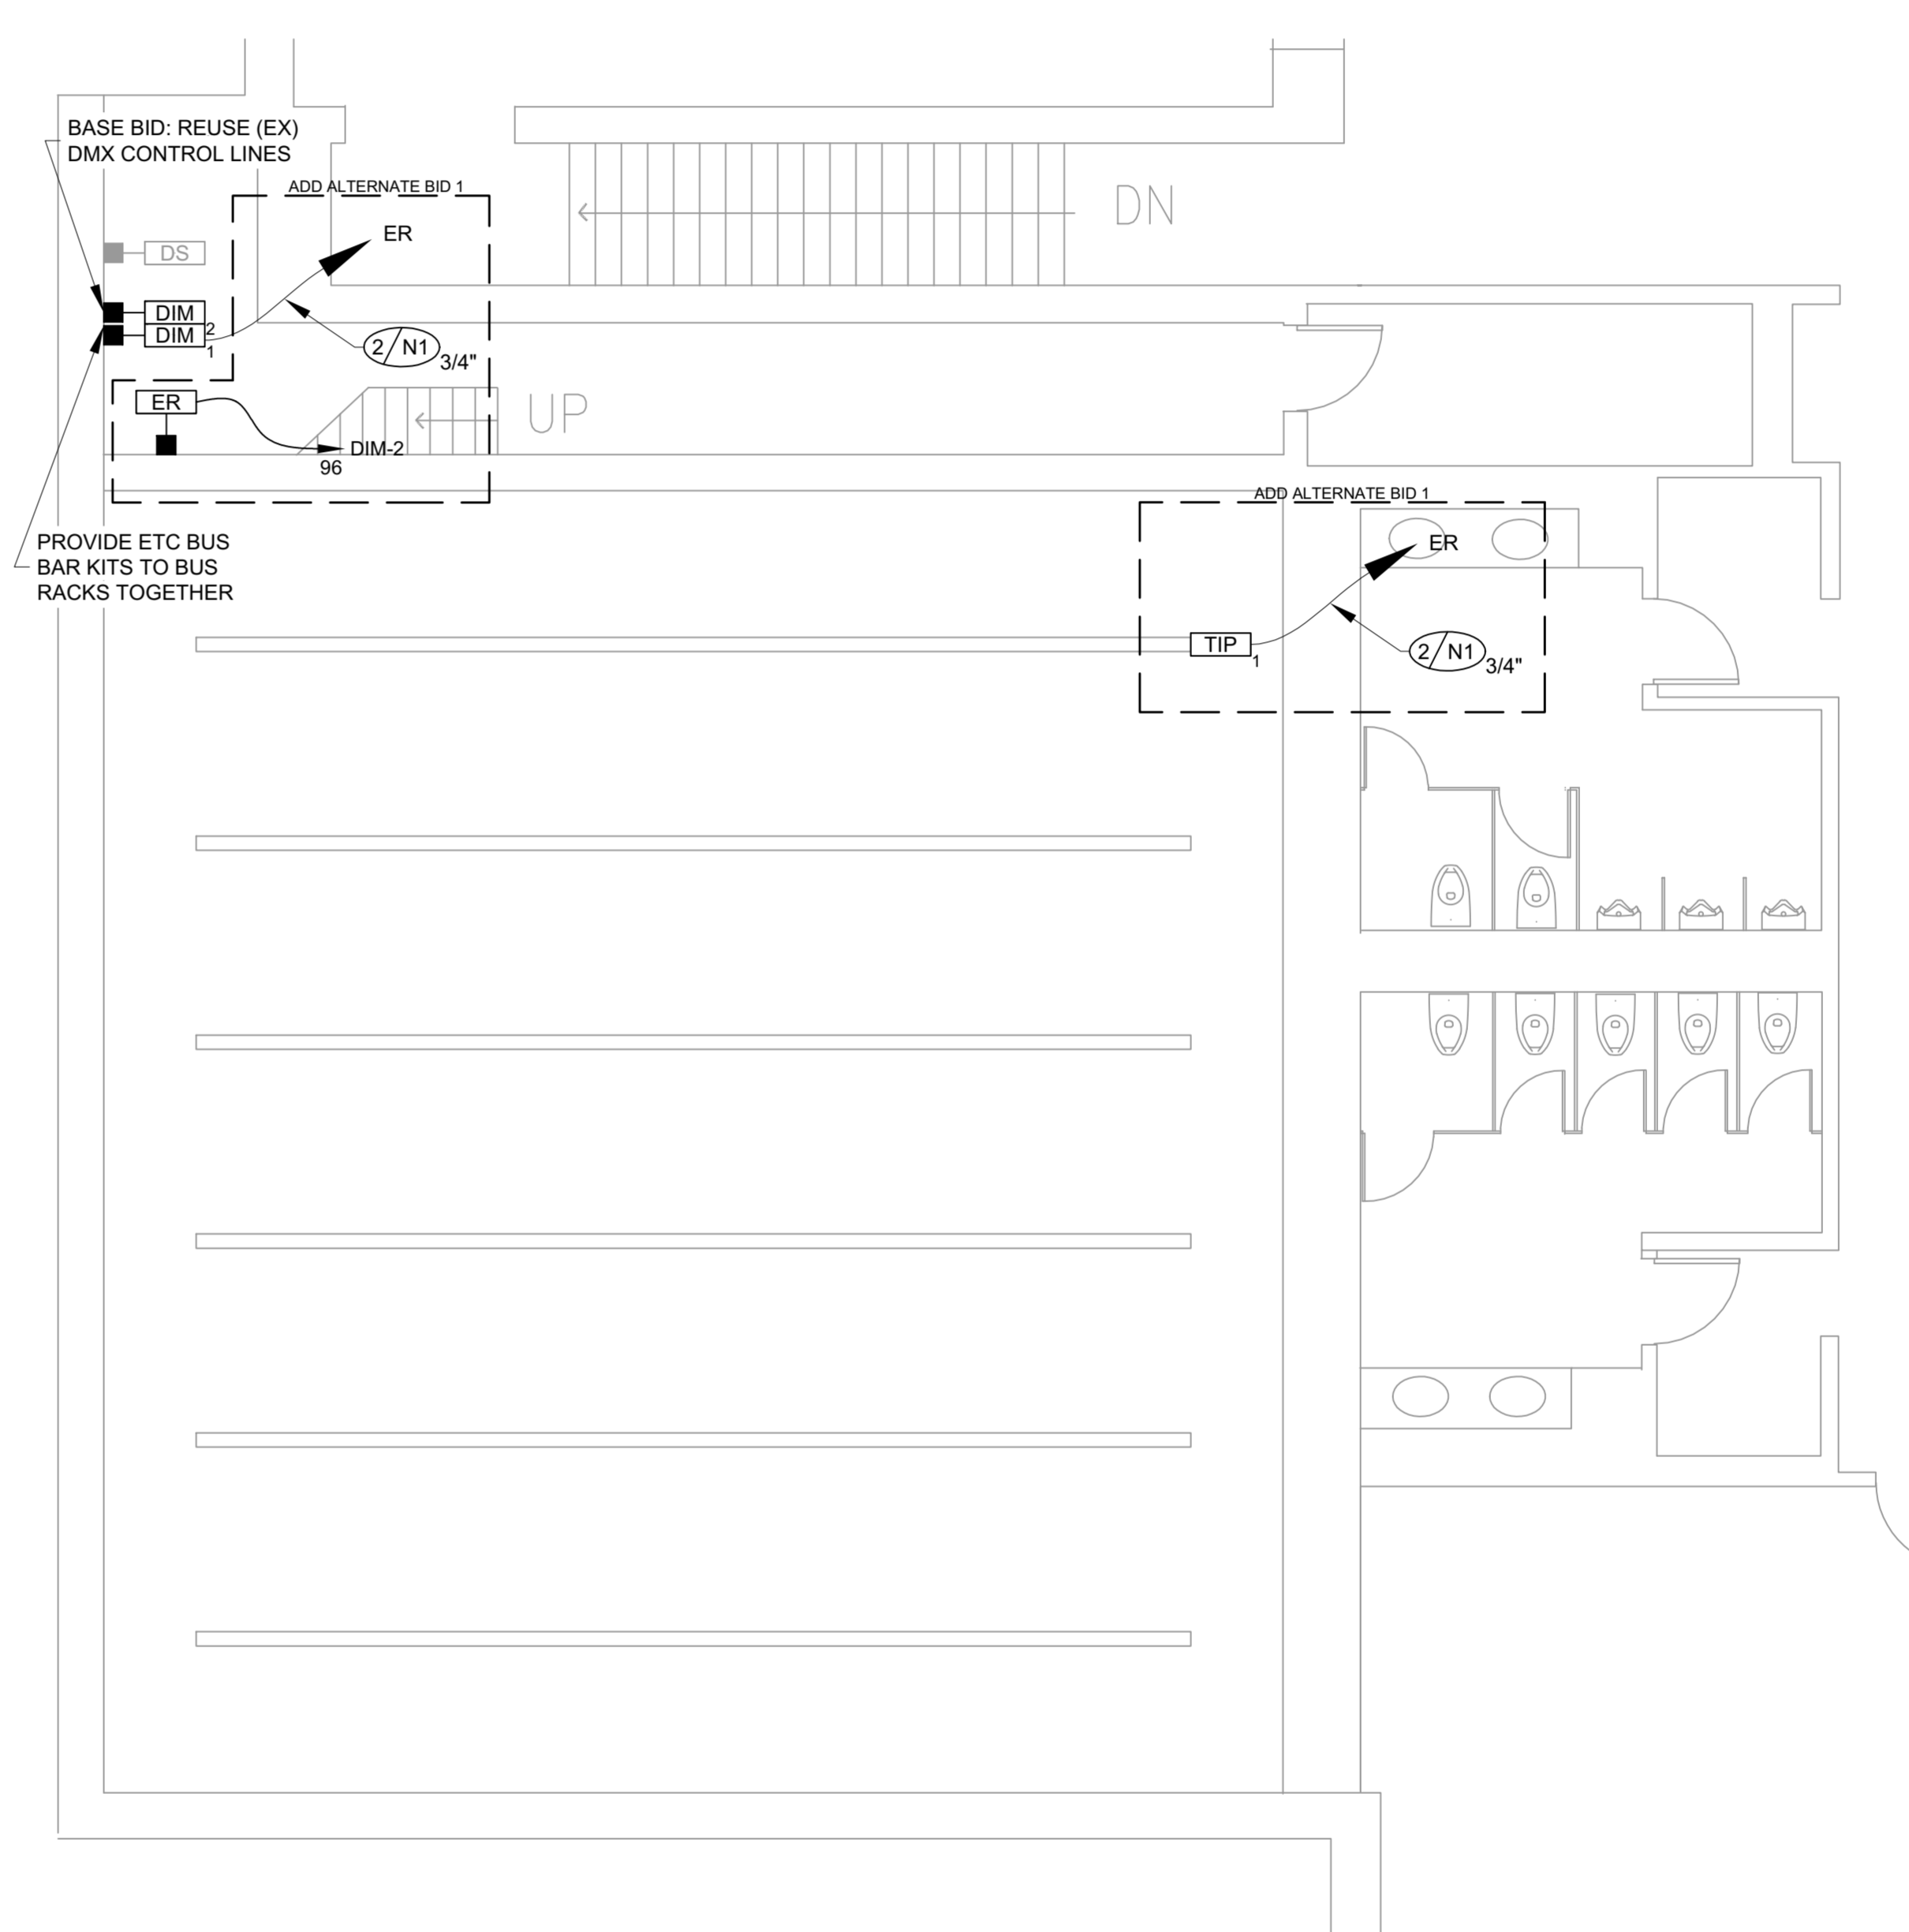 BASE BID: REUSE (EX)
DMX CONTROL LINES
ADD ALTERNATE BID 1
DN
ER
DS
DIM
2
DIM
1
2/N1
3/4"
ER
UP
DIM-2
96
ADD ALTERNATE BID 1
PROVIDE ETC BUS
BAR KITS TO BUS
RACKS TOGETHER
ER
TIP
1
2/N1
3/4"